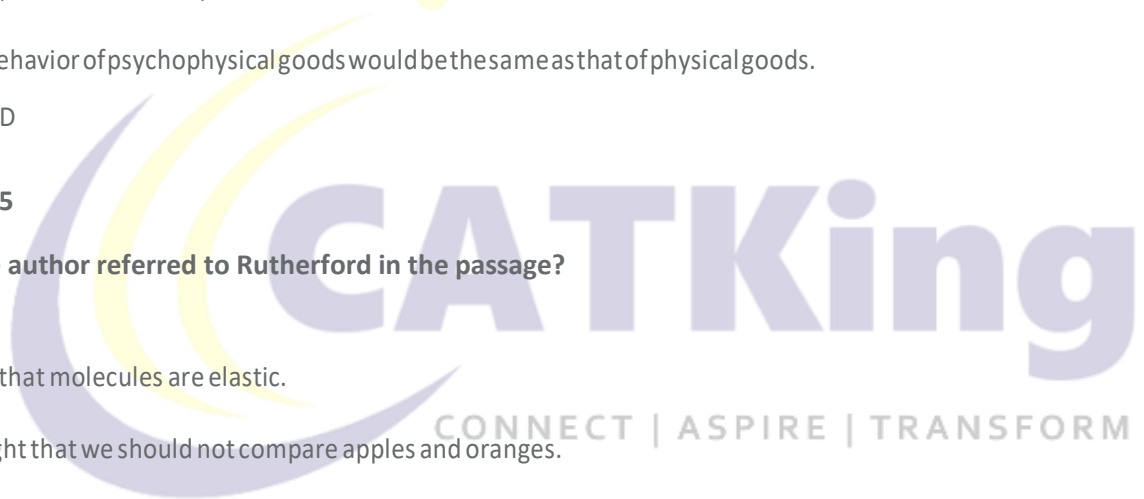 ehavior of psychophysical goods would be the same as that of physical goods.
D
5
author referred to Rutherford in the passage?
that molecules are elastic.
ght that we should not compare apples and oranges.
CATKing
CONNECT | ASPIRE | TRANSFORM